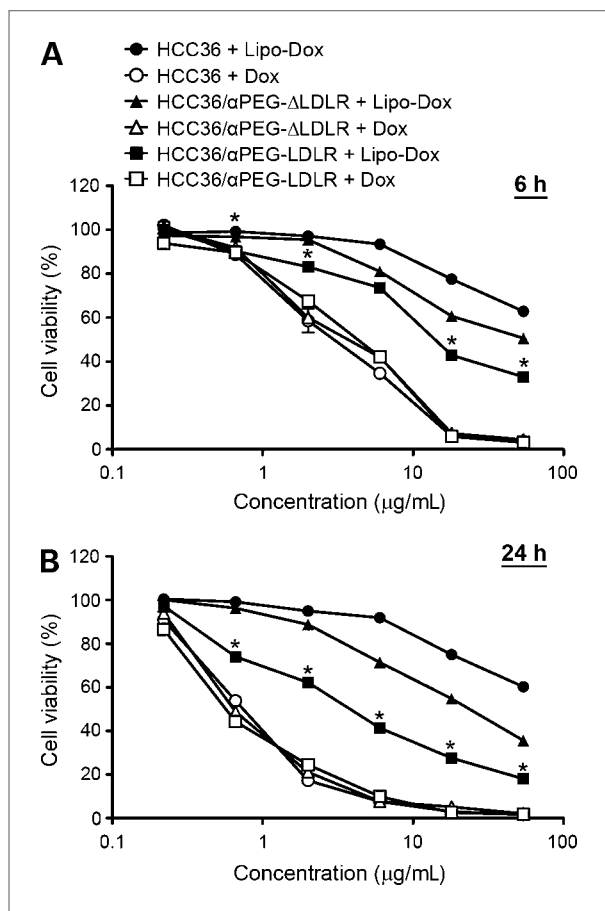 A
HCC36 + Lipo-Dox
HCC36 + Dox
HCC36/αPEG-ΔLDLR + Lipo-Dox
HCC36/αPEG-ΔLDLR + Dox
HCC36/αPEG-LDLR + Lipo-Dox
HCC36/αPEG-LDLR + Dox
6 h
120
100
80
60
40
20
0
Cell viability (%)
*
*
*
*
0.1
1
10
100
Concentration (μg/mL)
B
24 h
120
100
80
60
40
20
0
Cell viability (%)
*
*
*
*
*
0.1
1
10
100
Concentration (μg/mL)